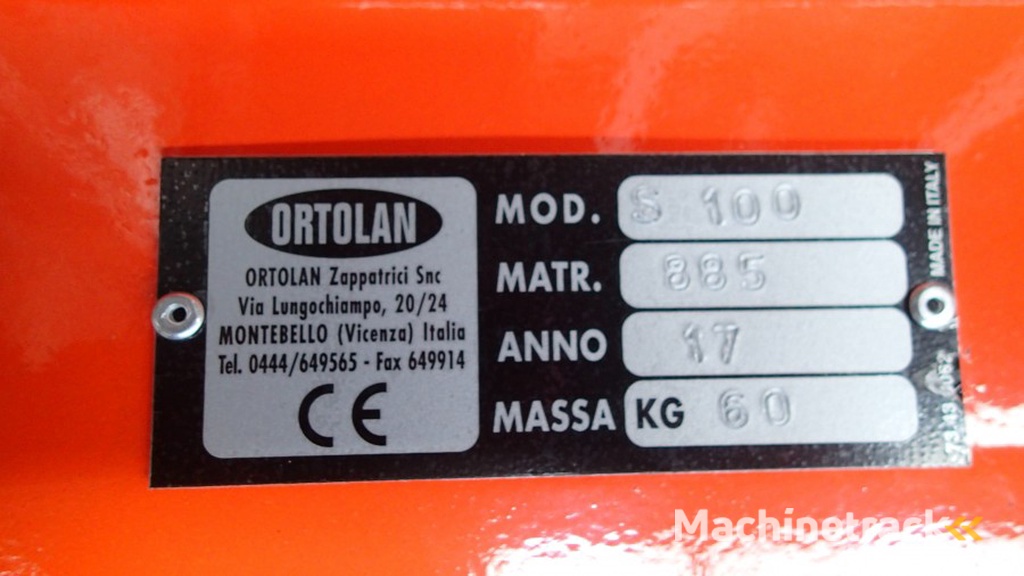 ORTOLAN
ORTOLAN Zappatrici Snc
Via Lungochiampo, 20/24
MONTEBELLO (Vicenza) Italia
Tel. 0444/649565 - Fax 649914
CE
MOD. S 100
MATR. 885
ANNO 17
MASSA KG 60
MADE IN ITALY
Machinetrack